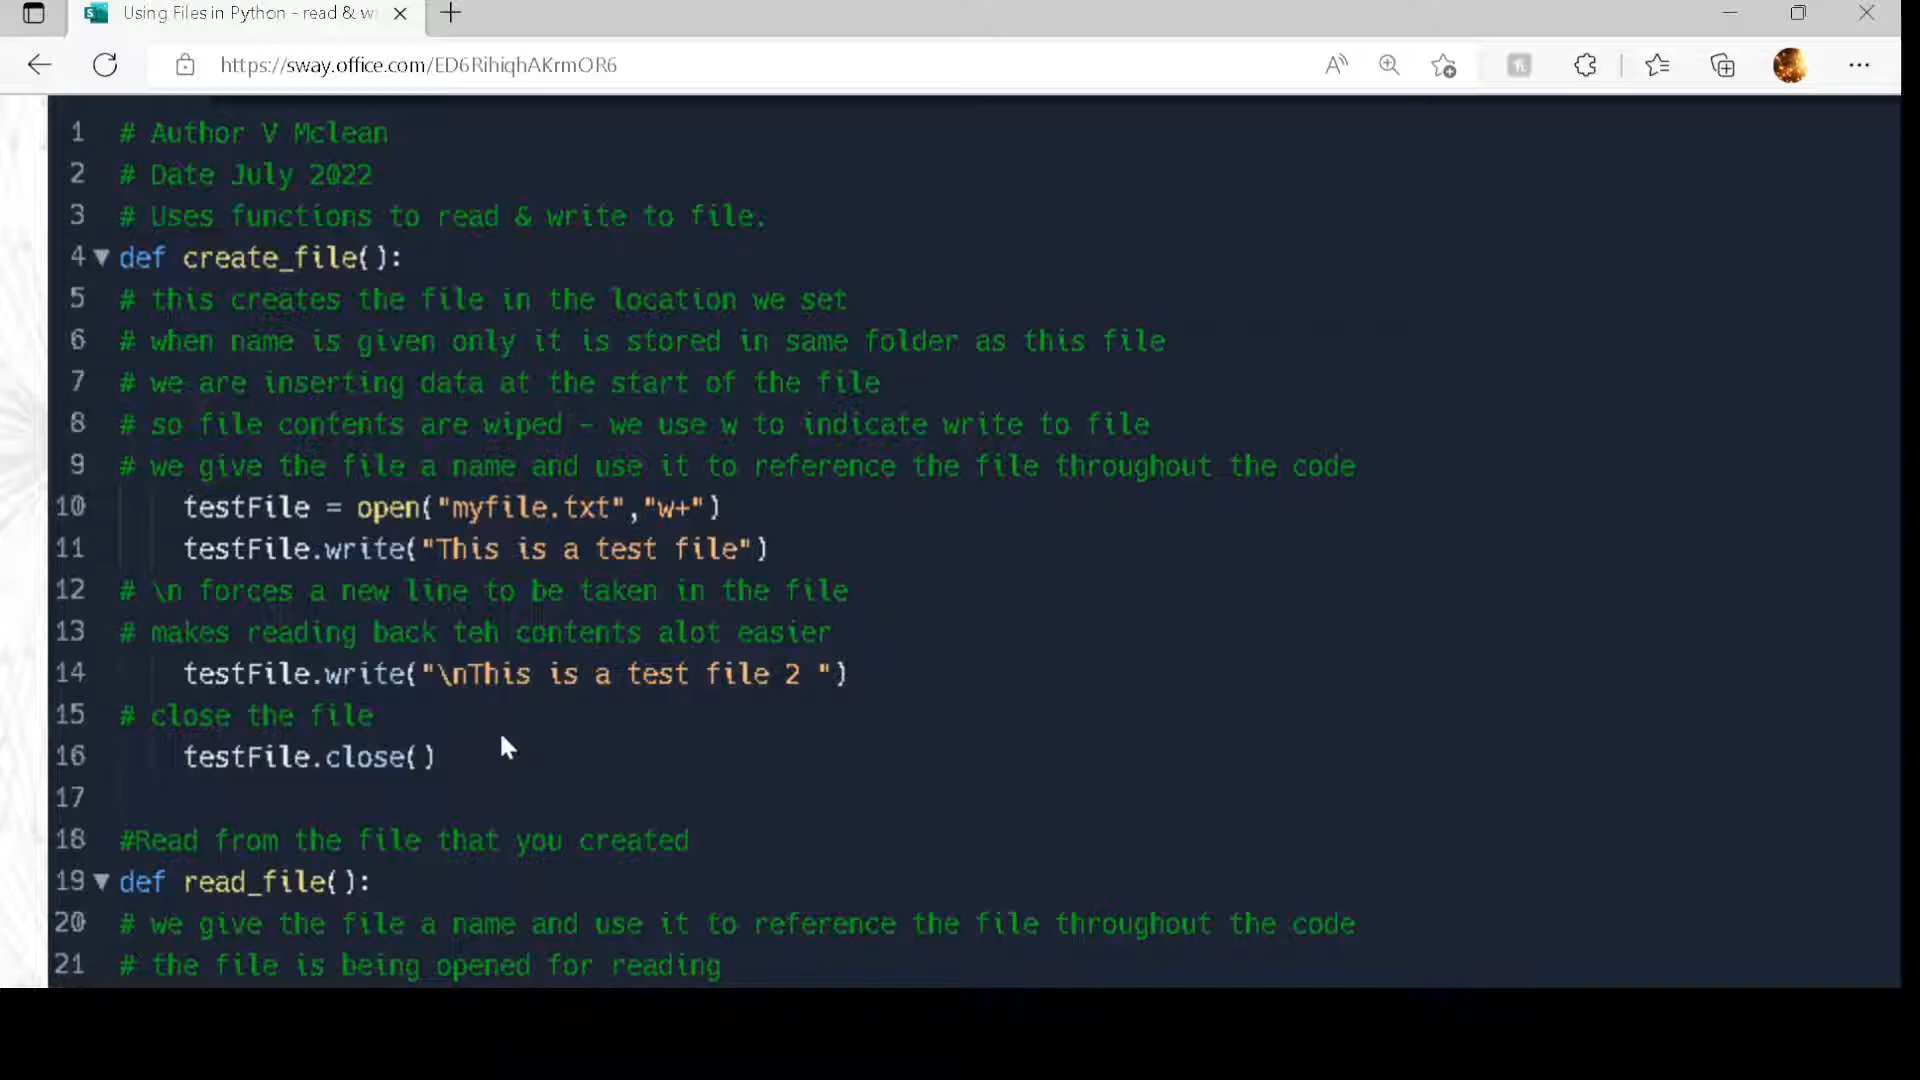 Using Files in Python - read & w
https://sway.office.com/ED6RihiqhAKrmOR6
1 # Author V Mclean
2 # Date July 2022
3 # Uses functions to read & write to file.
4 def create_file():
5 # this creates the file in the location we set
6 # when name is given only it is stored in same folder as this file
7 # we are inserting data at the start of the file
8 # so file contents are wiped - we use w to indicate write to file
9 # we give the file a name and use it to reference the file throughout the code
10 testFile = open("myfile.txt","w+")
11 testFile.write("This is a test file")
12 # \n forces a new line to be taken in the file
13 # makes reading back teh contents alot easier
14 testFile.write("\nThis is a test file 2 ")
15 # close the file
16 testFile.close()
17
18 #Read from the file that you created
19 def read_file():
20 # we give the file a name and use it to reference the file throughout the code
21 # the file is being opened for reading